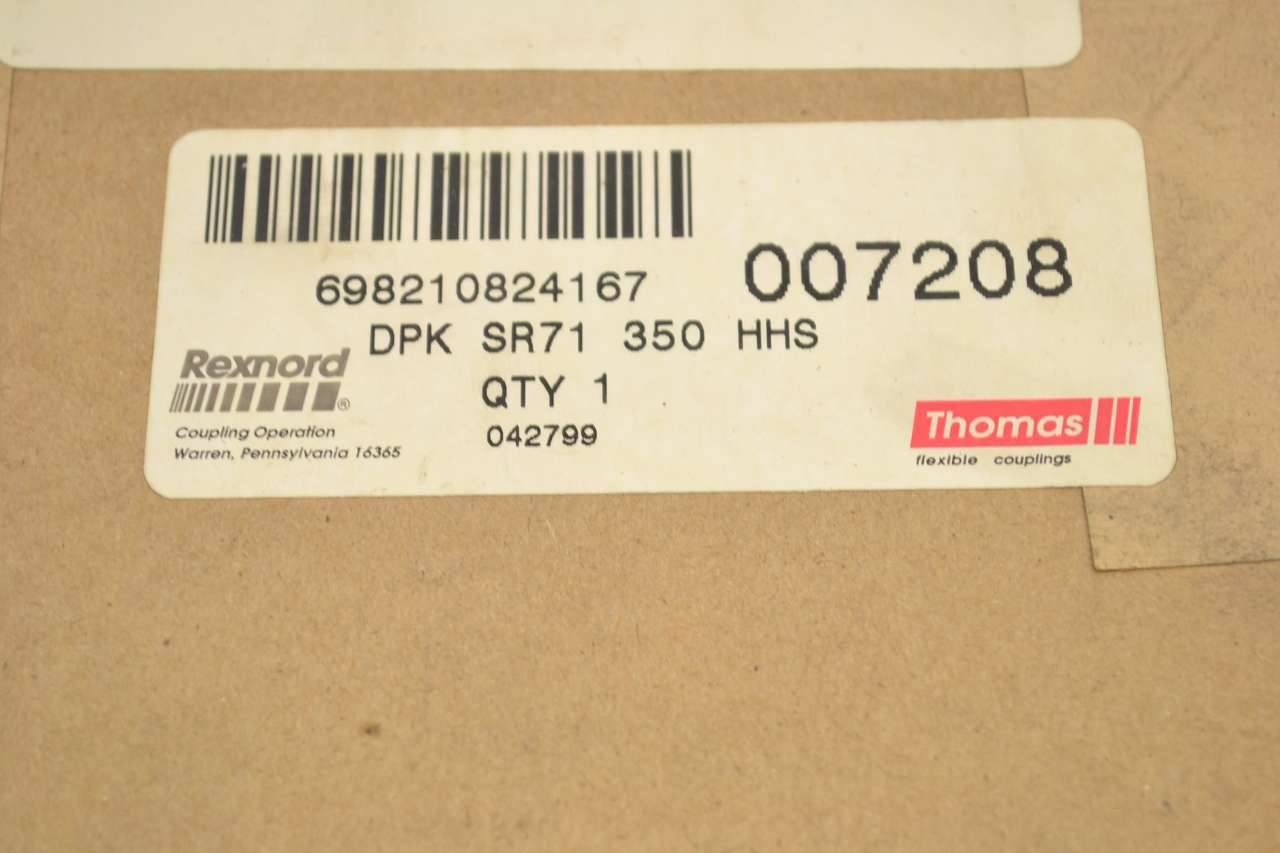 698210824167
007208
DPK SR71 350 HHS
Rexnord®
QTY 1
Coupling Operation
042799
Warren, Pennsylvania 16365
Thomas
flexible couplings